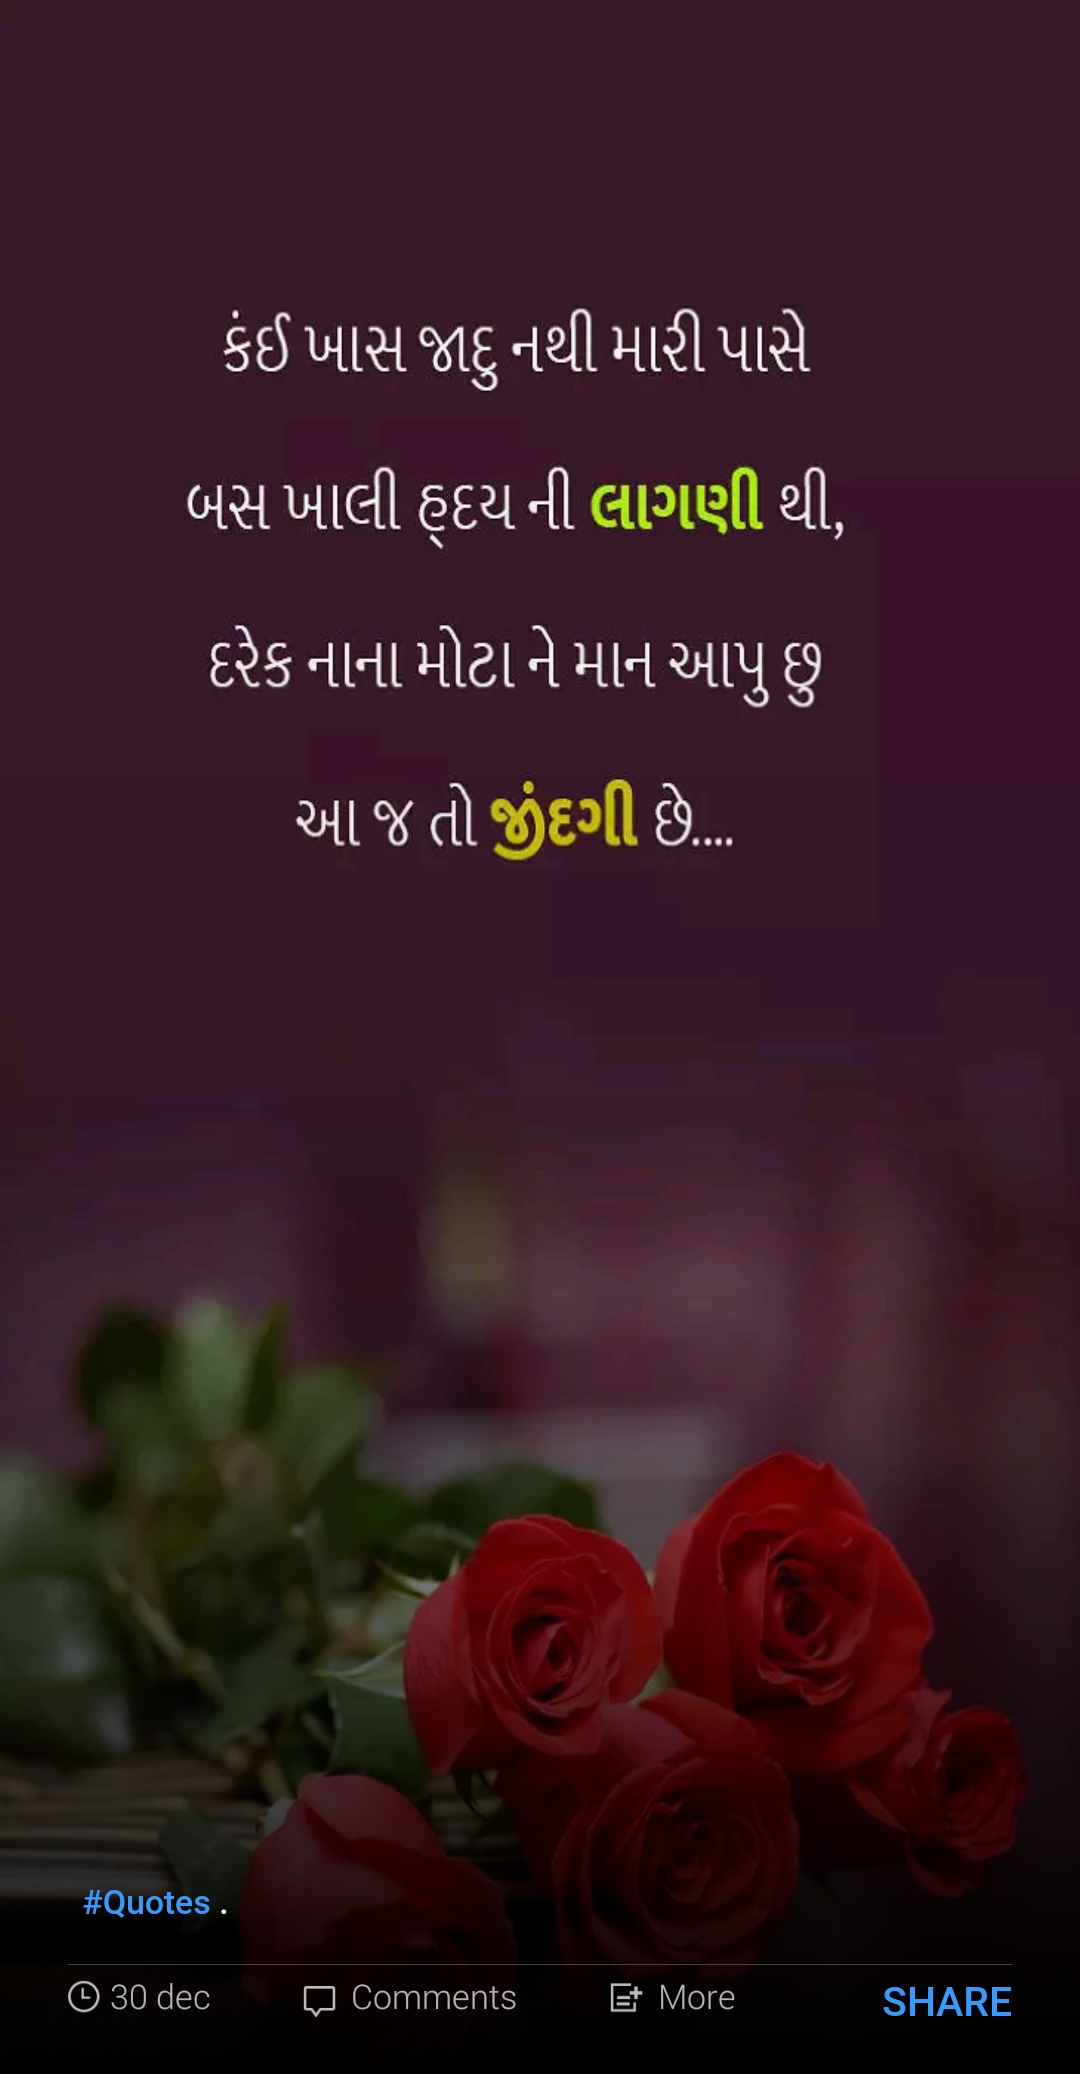 કંઈ ખાસ જાદુ નથી મારી પાસે
બસ ખાલી હ્દય ની લાગણી થી,
દરેક નાના મોટા ને માન આપુ છુ
આ જ તો જીંદગી છે....
#Quotes .
30 dec
Comments
More
SHARE